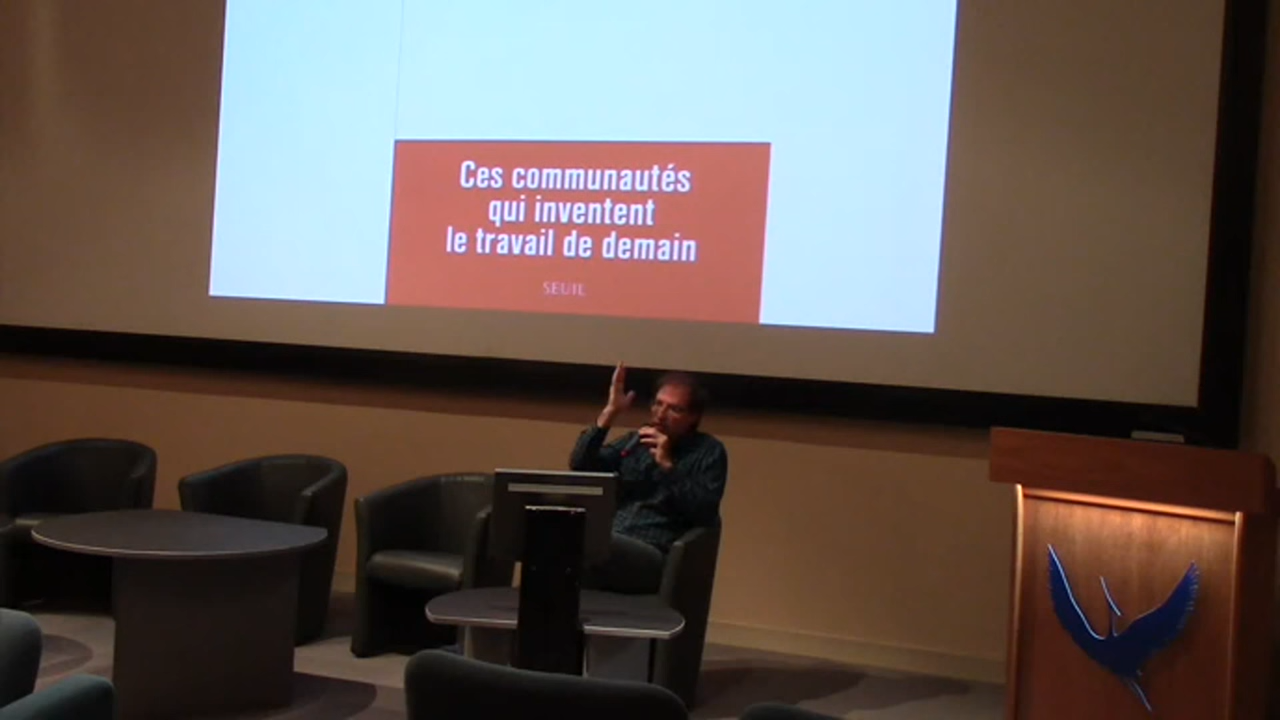 Ces communautés
qui inventent
le travail de demain
SEUIL